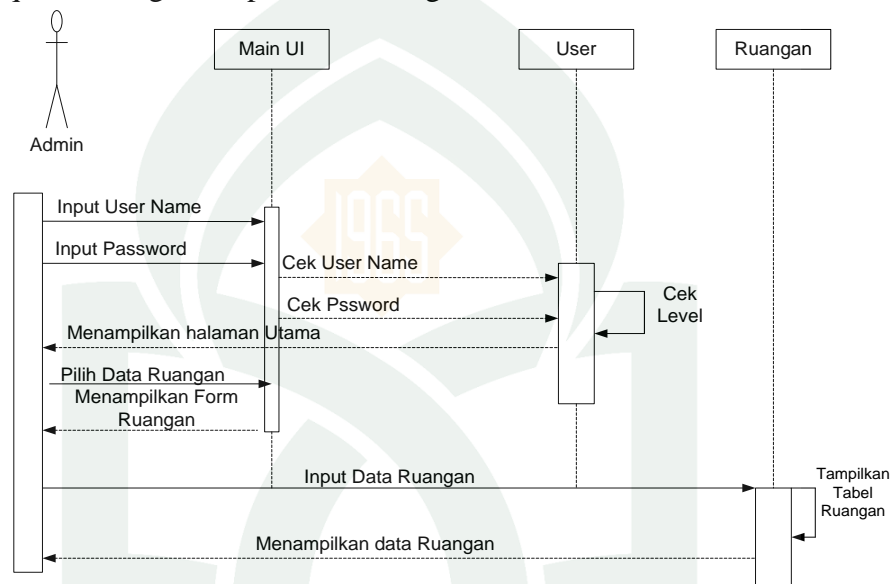 Main UI
User
Ruangan
Admin
Input User Name
Input Password
Cek User Name
Cek Pssword
Cek
Level
Menampilkan halaman Utama
Pilih Data Ruangan
Menampilkan Form
Ruangan
Input Data Ruangan
Tampilkan
Tabel
Ruangan
Menampilkan data Ruangan
1965